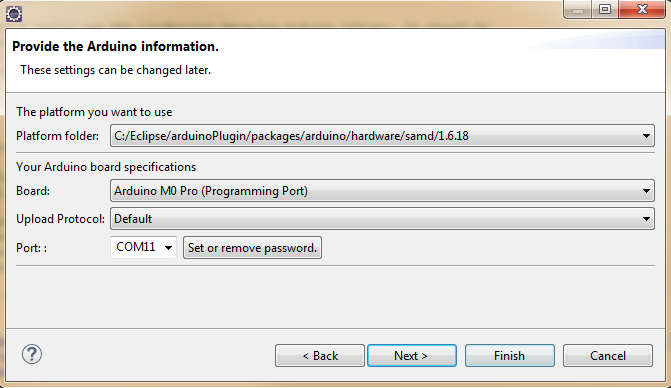 Provide the Arduino information.
These settings can be changed later.
The platform you want to use
Platform folder: C:/Eclipse/arduinoPlugin/packages/arduino/hardware/samd/1.6.18
Your Arduino board specifications
Board: Arduino M0 Pro (Programming Port)
Upload Protocol: Default
Port: : COM11 Set or remove password.
? < Back Next > Finish Cancel